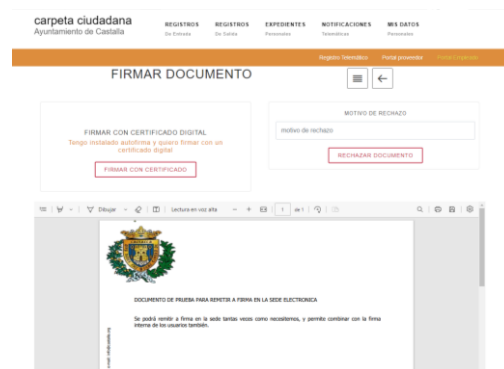 carpeta ciudadana
Ayuntamiento de Castalla
REGISTROS
De Entrada
REGISTROS
De Salida
EXPEDIENTES
Personales
NOTIFICACIONES
Telemáticas
MIS DATOS
Personales
Registro Telemático Portal proveedor
FIRMAR DOCUMENTO
FIRMAR CON CERTIFICADO DIGITAL
Tengo instalado autofirma y quiero firmar con un
certificado digital
FIRMAR CON CERTIFICADO
MOTIVO DE RECHAZO
motivo de rechazo
RECHAZAR DOCUMENTO
Dibujar
Lectura en voz alta
1 de 1
DOCUMENTO DE PRUEBA PARA REMITIR A FIRMA EN LA SEDE ELECTRONICA
Se podrá remitir a firma en la sede tantas veces como necesitemos, y permite combinar con la firma
interna de los usuarios también.